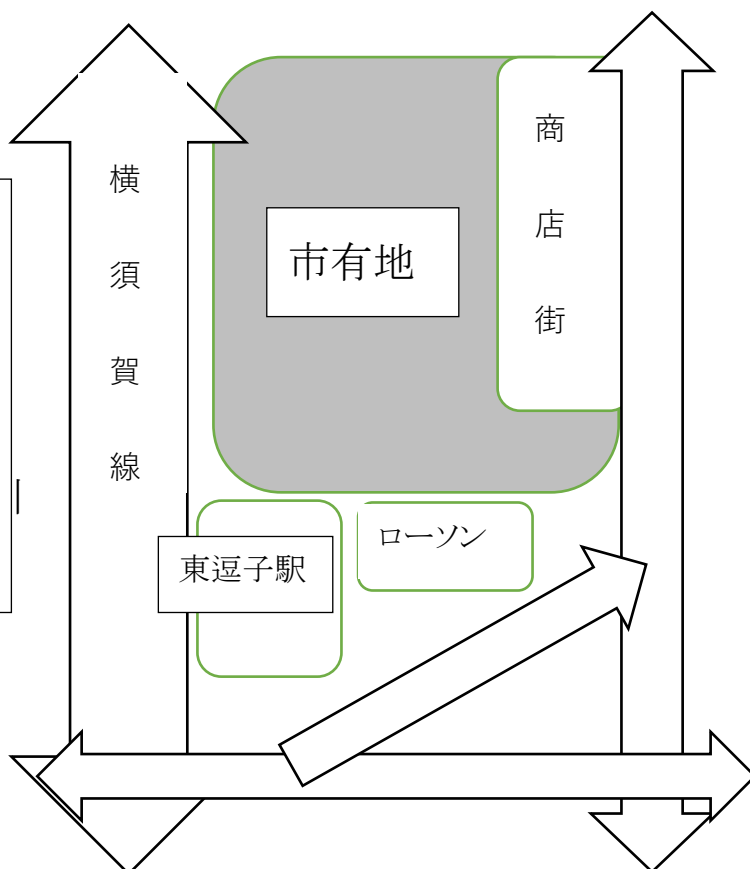 横須賀線
商店街
市有地
ローソン
東逗子駅